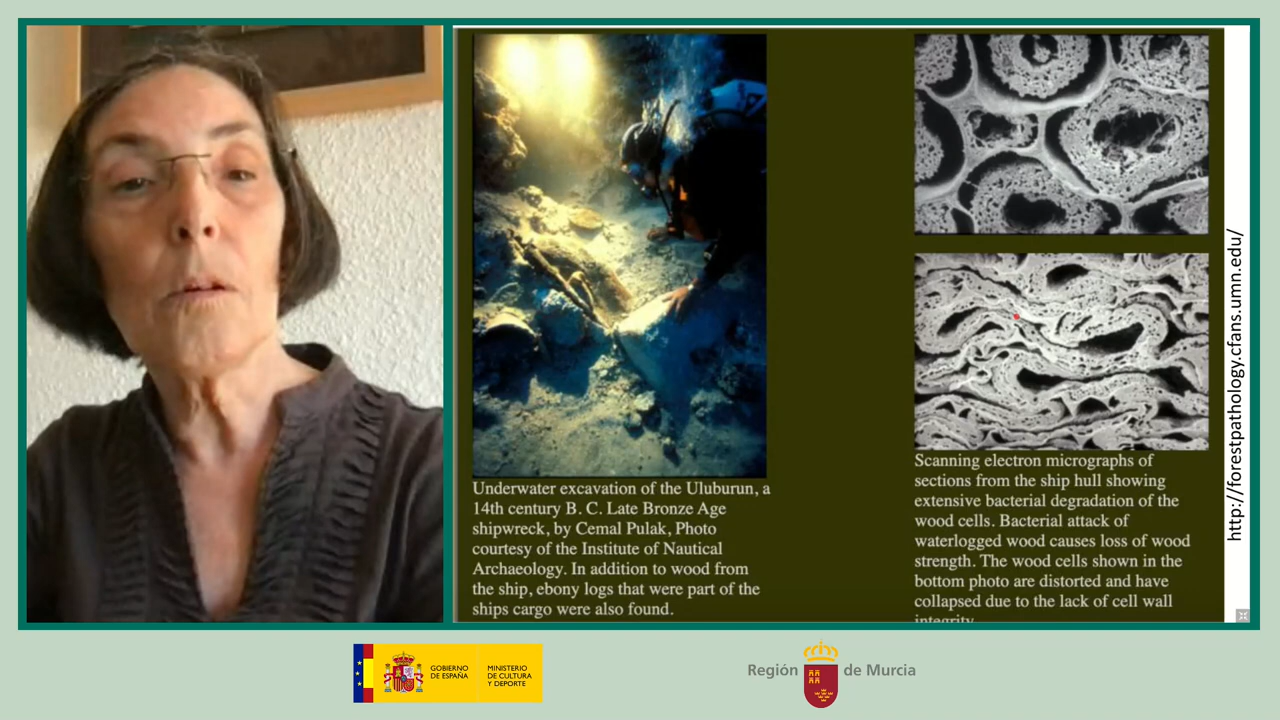 Underwater excavation of the Uluburun, a
14th century B. C. Late Bronze Age
shipwreck, by Cemal Pulak, Photo
courtesy of the Institute of Nautical
Archaeology. In addition to wood from
the ship, ebony logs that were part of the
ships cargo were also found.
Scanning electron micrographs of
sections from the ship hull showing
extensive bacterial degradation of the
wood cells. Bacterial attack of
waterlogged wood causes loss of wood
strength. The wood cells shown in the
bottom photo are distorted and have
collapsed due to the lack of cell wall
integrity.
http://forestpathology.cfans.umn.edu/
GOBIERNO
DE ESPAÑA
MINISTERIO
DE CULTURA
Y DEPORTE
Región de Murcia